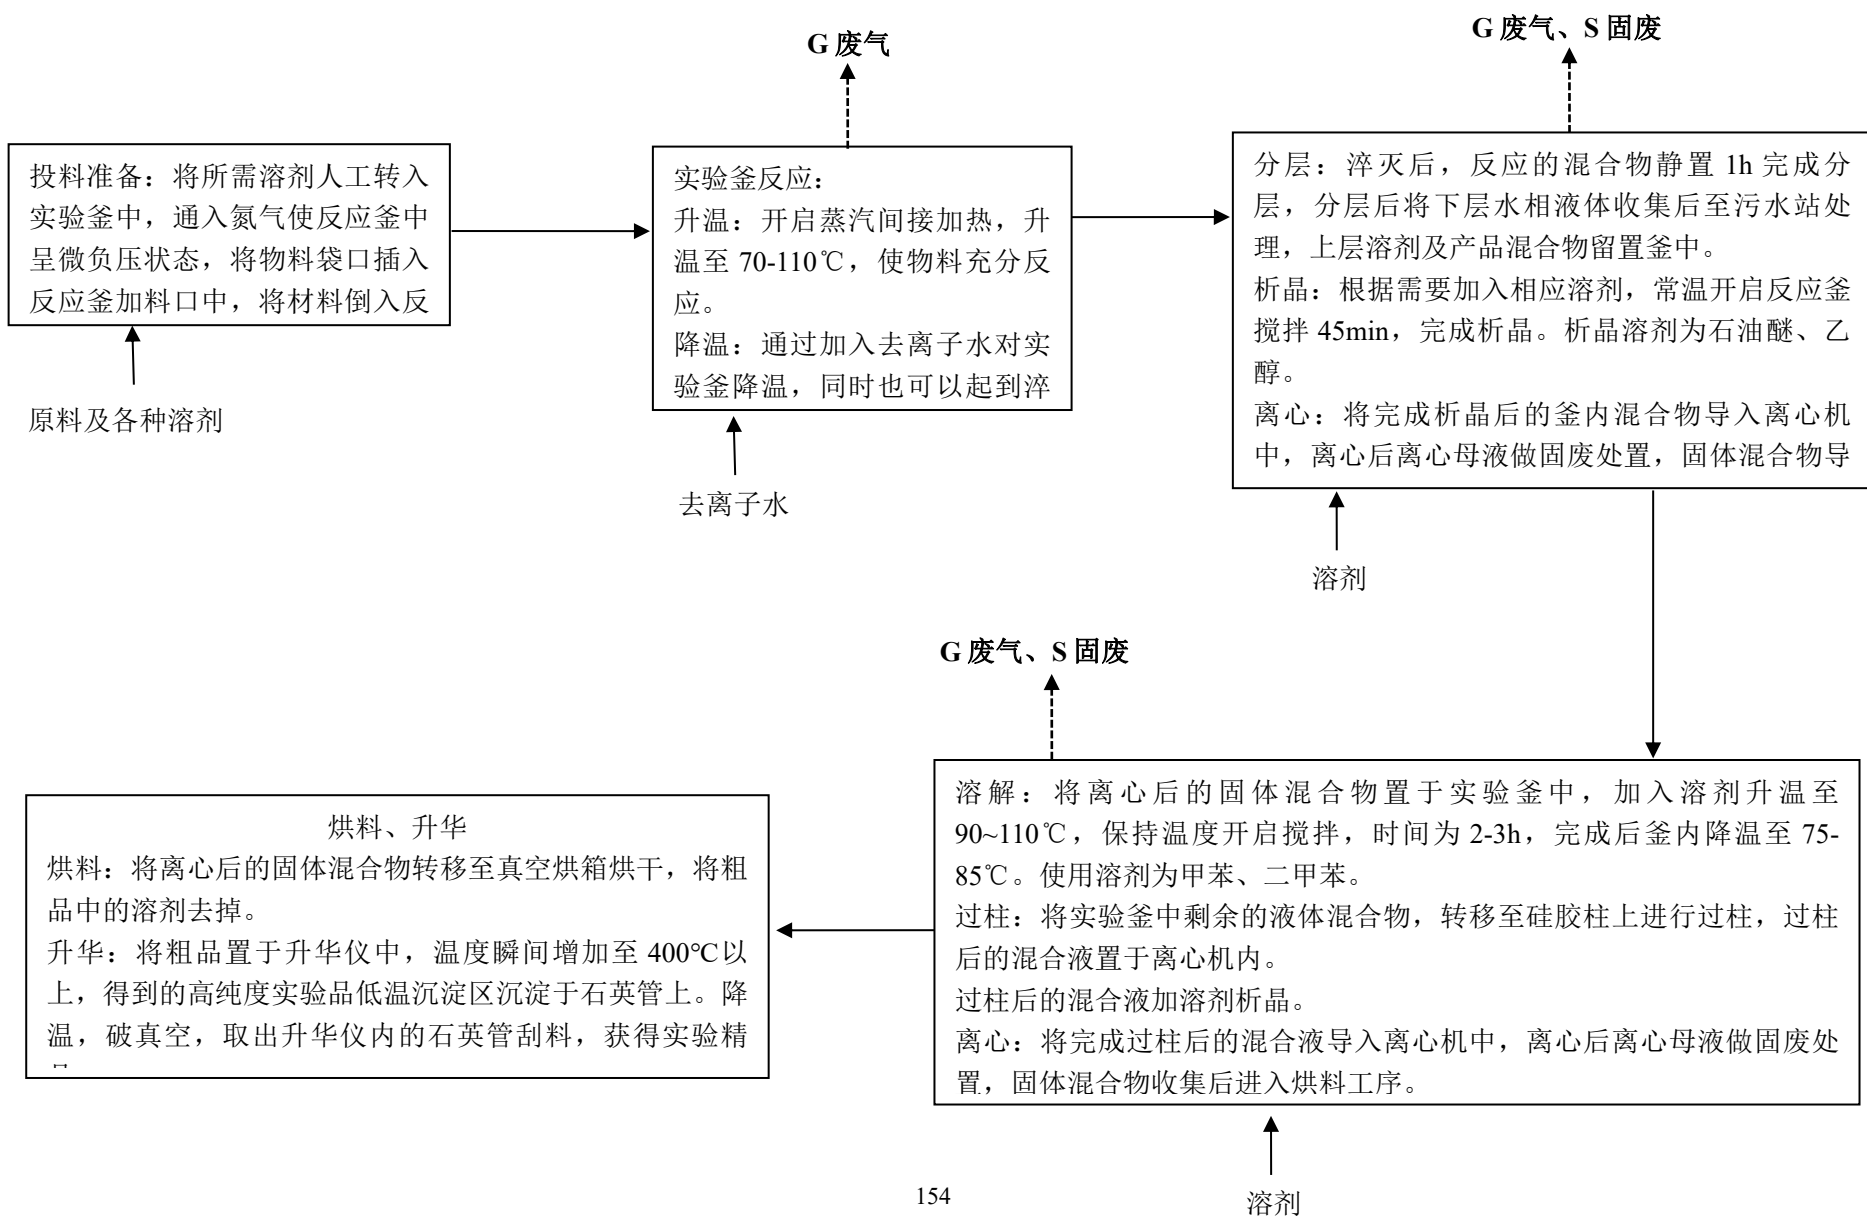 G 废气
G 废气、S 固废
投料准备：将所需溶剂人工转入
实验釜中，通入氮气使反应釜中
呈微负压状态，将物料袋口插入
反应釜加料口中，将材料倒入反
原料及各种溶剂
实验釜反应：
升温：开启蒸汽间接加热，升
温至 70-110℃，使物料充分反
应。
降温：通过加入去离子水对实
验釜降温，同时也可以起到淬
去离子水
分层：淬灭后，反应的混合物静置 1h 完成分
层，分层后将下层水相液体收集后至污水站处
理，上层溶剂及产品混合物留置釜中。
析晶：根据需要加入相应溶剂，常温开启反应釜
搅拌 45min，完成析晶。析晶溶剂为石油醚、乙
醇。
离心：将完成析晶后的釜内混合物导入离心机
中，离心后离心母液做固废处置，固体混合物导
溶剂
G 废气、S 固废
溶解：将离心后的固体混合物置于实验釜中，加入溶剂升温至
90~110℃，保持温度开启搅拌，时间为 2-3h，完成后釜内降温至 75-
85℃。使用溶剂为甲苯、二甲苯。
过柱：将实验釜中剩余的液体混合物，转移至硅胶柱上进行过柱，过柱
后的混合液置于离心机内。
过柱后的混合液加溶剂析晶。
离心：将完成过柱后的混合液导入离心机中，离心后离心母液做固废处
置，固体混合物收集后进入烘料工序。
溶剂
烘料、升华
烘料：将离心后的固体混合物转移至真空烘箱烘干，将粗
品中的溶剂去掉。
升华：将粗品置于升华仪中，温度瞬间增加至 400℃以
上，得到的高纯度实验品低温沉淀区沉淀于石英管上。降
温，破真空，取出升华仪内的石英管刮料，获得实验精
154